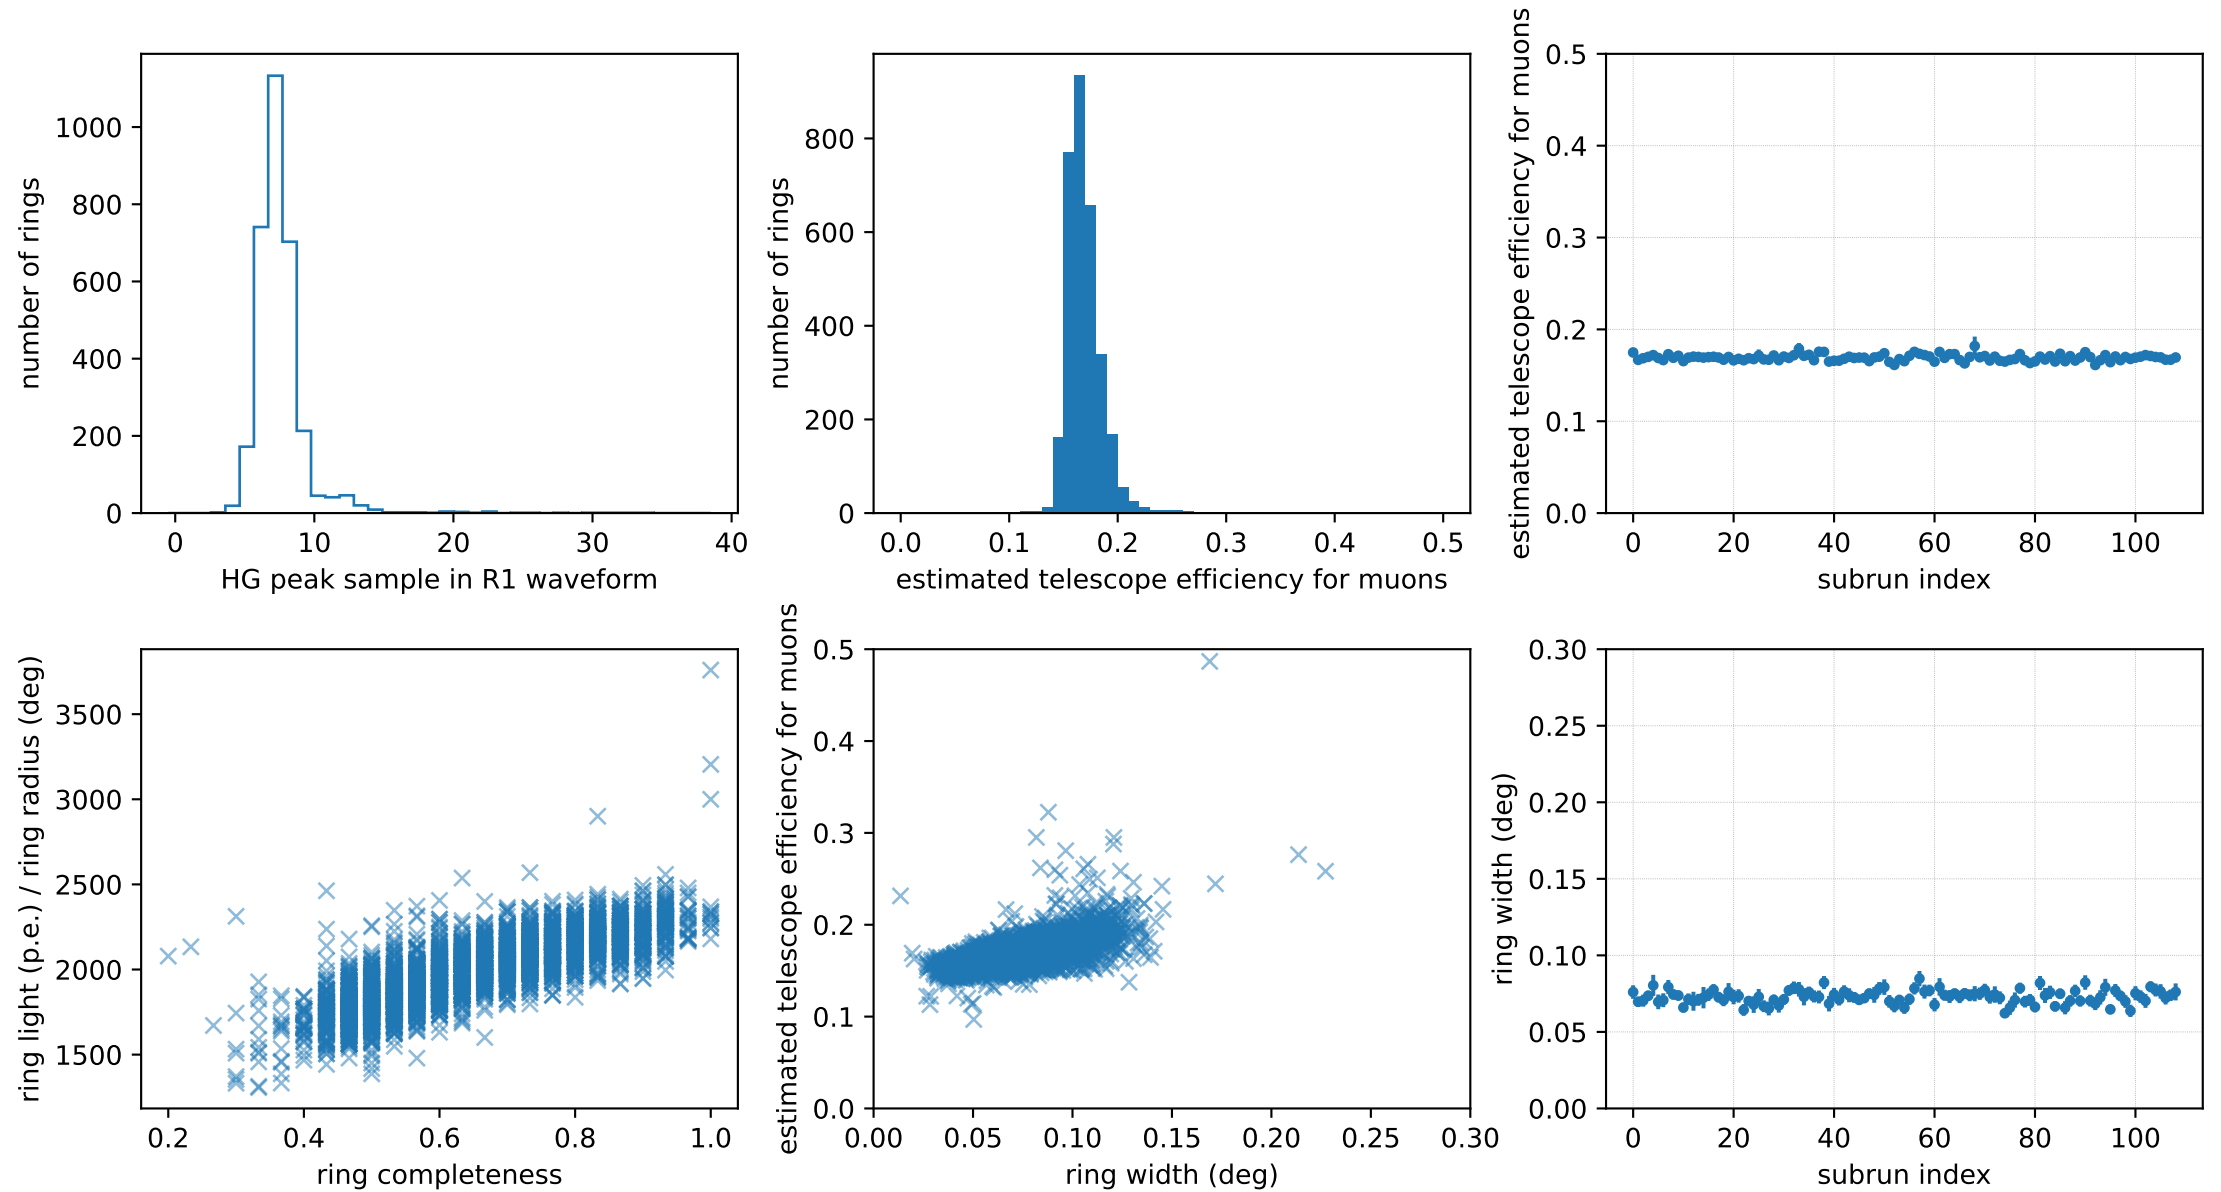 number of rings
1000
800
600
400
200
0
0 10 20 30 40
HG peak sample in R1 waveform
number of rings
800
600
400
200
0
0.0 0.1 0.2 0.3 0.4 0.5
estimated telescope efficiency for muons
estimated telescope efficiency for muons
0.5
0.4
0.3
0.2
0.1
0.0
0 20 40 60 80 100
subrun index
ring light (p.e.) / ring radius (deg)
3500
3000
2500
2000
1500
0.2 0.4 0.6 0.8 1.0
ring completeness
estimated telescope efficiency for muons
0.5
0.4
0.3
0.2
0.1
0.0
0.00 0.05 0.10 0.15 0.20 0.25 0.30
ring width (deg)
ring width (deg)
0.30
0.25
0.20
0.15
0.10
0.05
0.00
0 20 40 60 80 100
subrun index